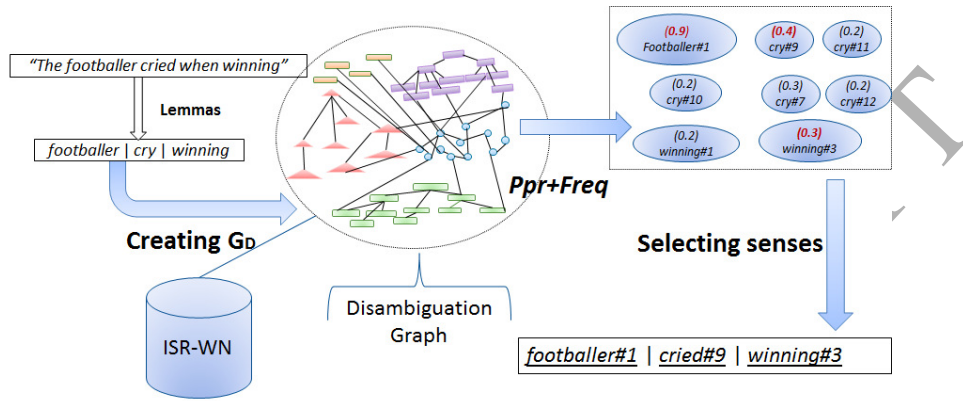 “The footballer cried when winning”
Lemmas
footballer | cry | winning
Creating GD
ISR-WN
Disambiguation
Graph
Ppr+Freq
(0.9)
Footballer#1
(0.4)
cry#9
(0.2)
cry#11
(0.2)
cry#10
(0.3)
cry#7
(0.2)
cry#12
(0.2)
winning#1
(0.3)
winning#3
Selecting senses
footballer#1 | cried#9 | winning#3
T